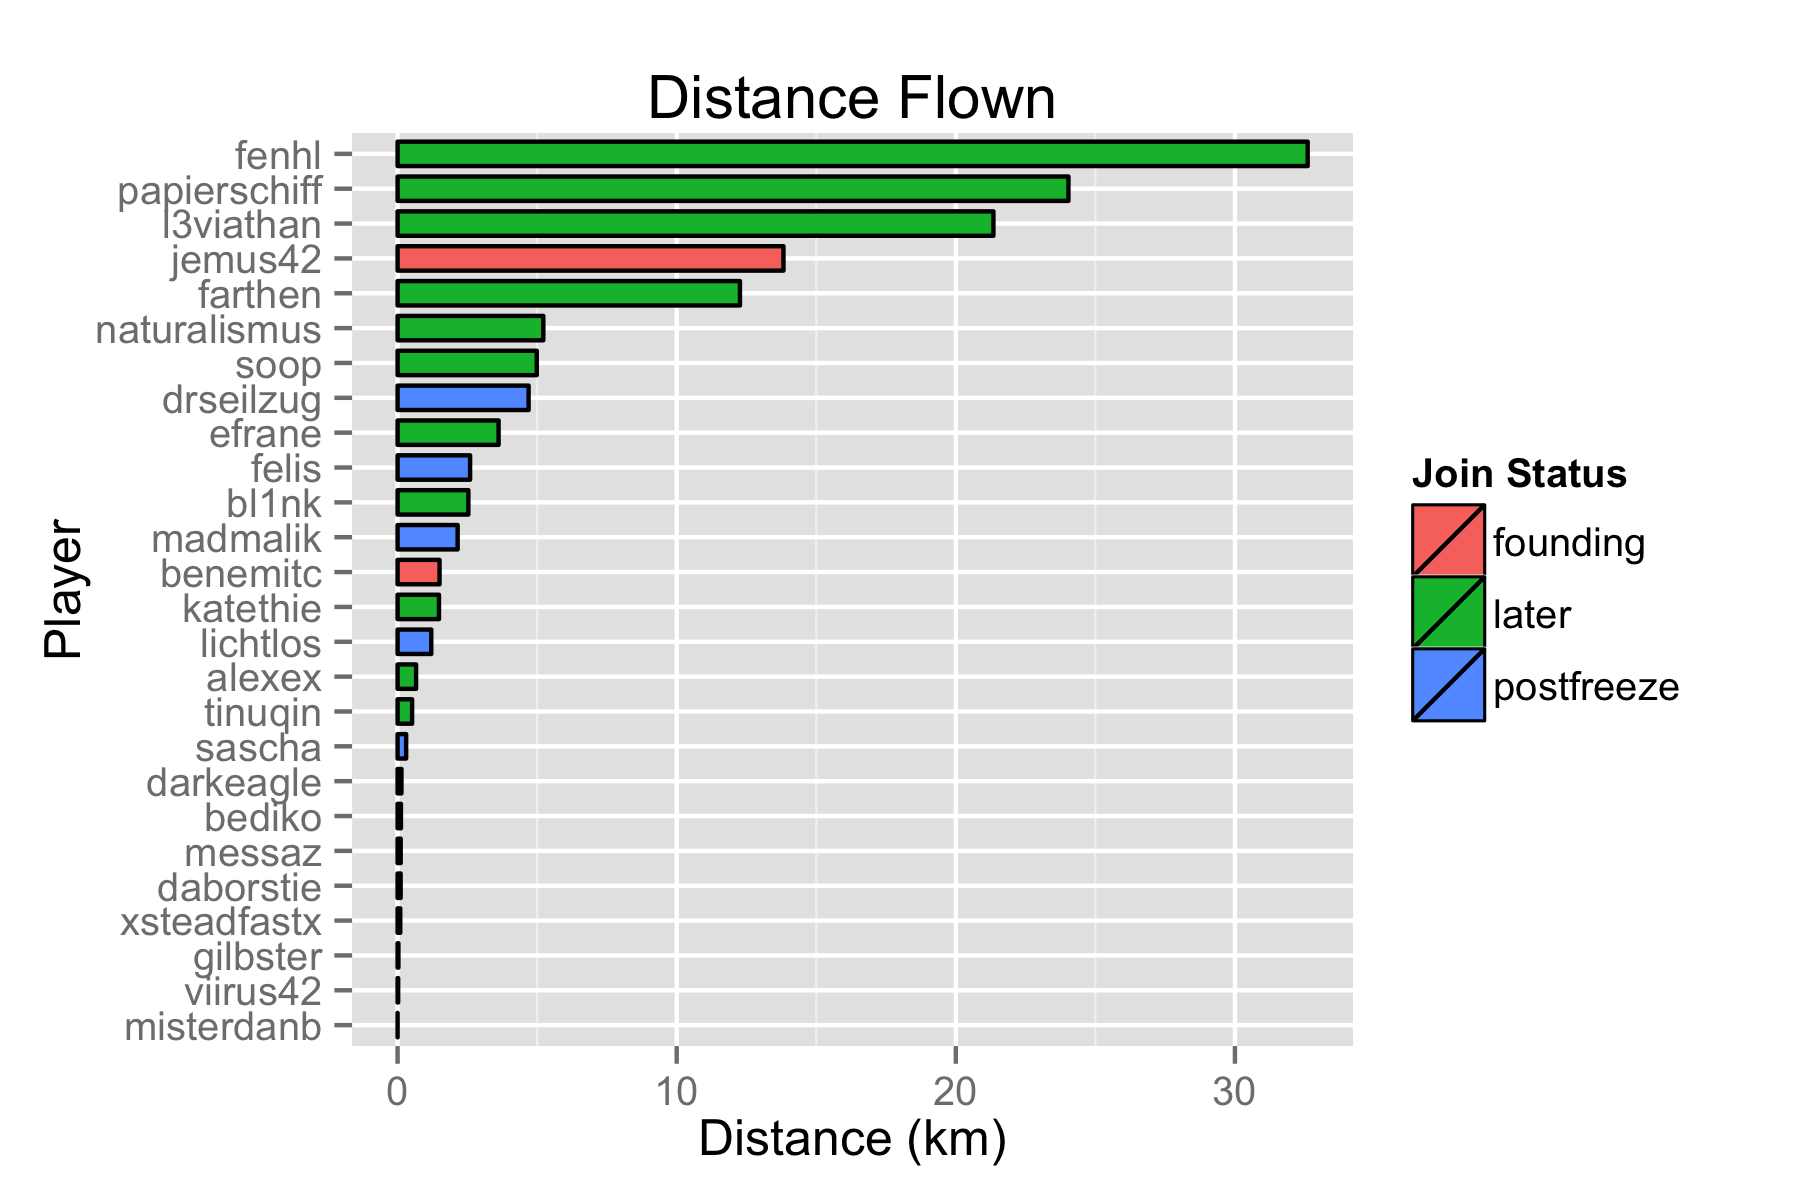 Distance Flown
fenhl
papierschiff
l3viathan
jemus42
farthen
naturalismus
soop
drseilzug
efrane
felis
bl1nk
madmalik
benemitc
katethie
lichtlos
alexex
tinuqin
sascha
darkeagle
bediko
messaz
daborstie
xsteadfastx
gilbster
viirus42
misterdanb
Player
0 10 20 30
Distance (km)
Join Status
founding
later
postfreeze